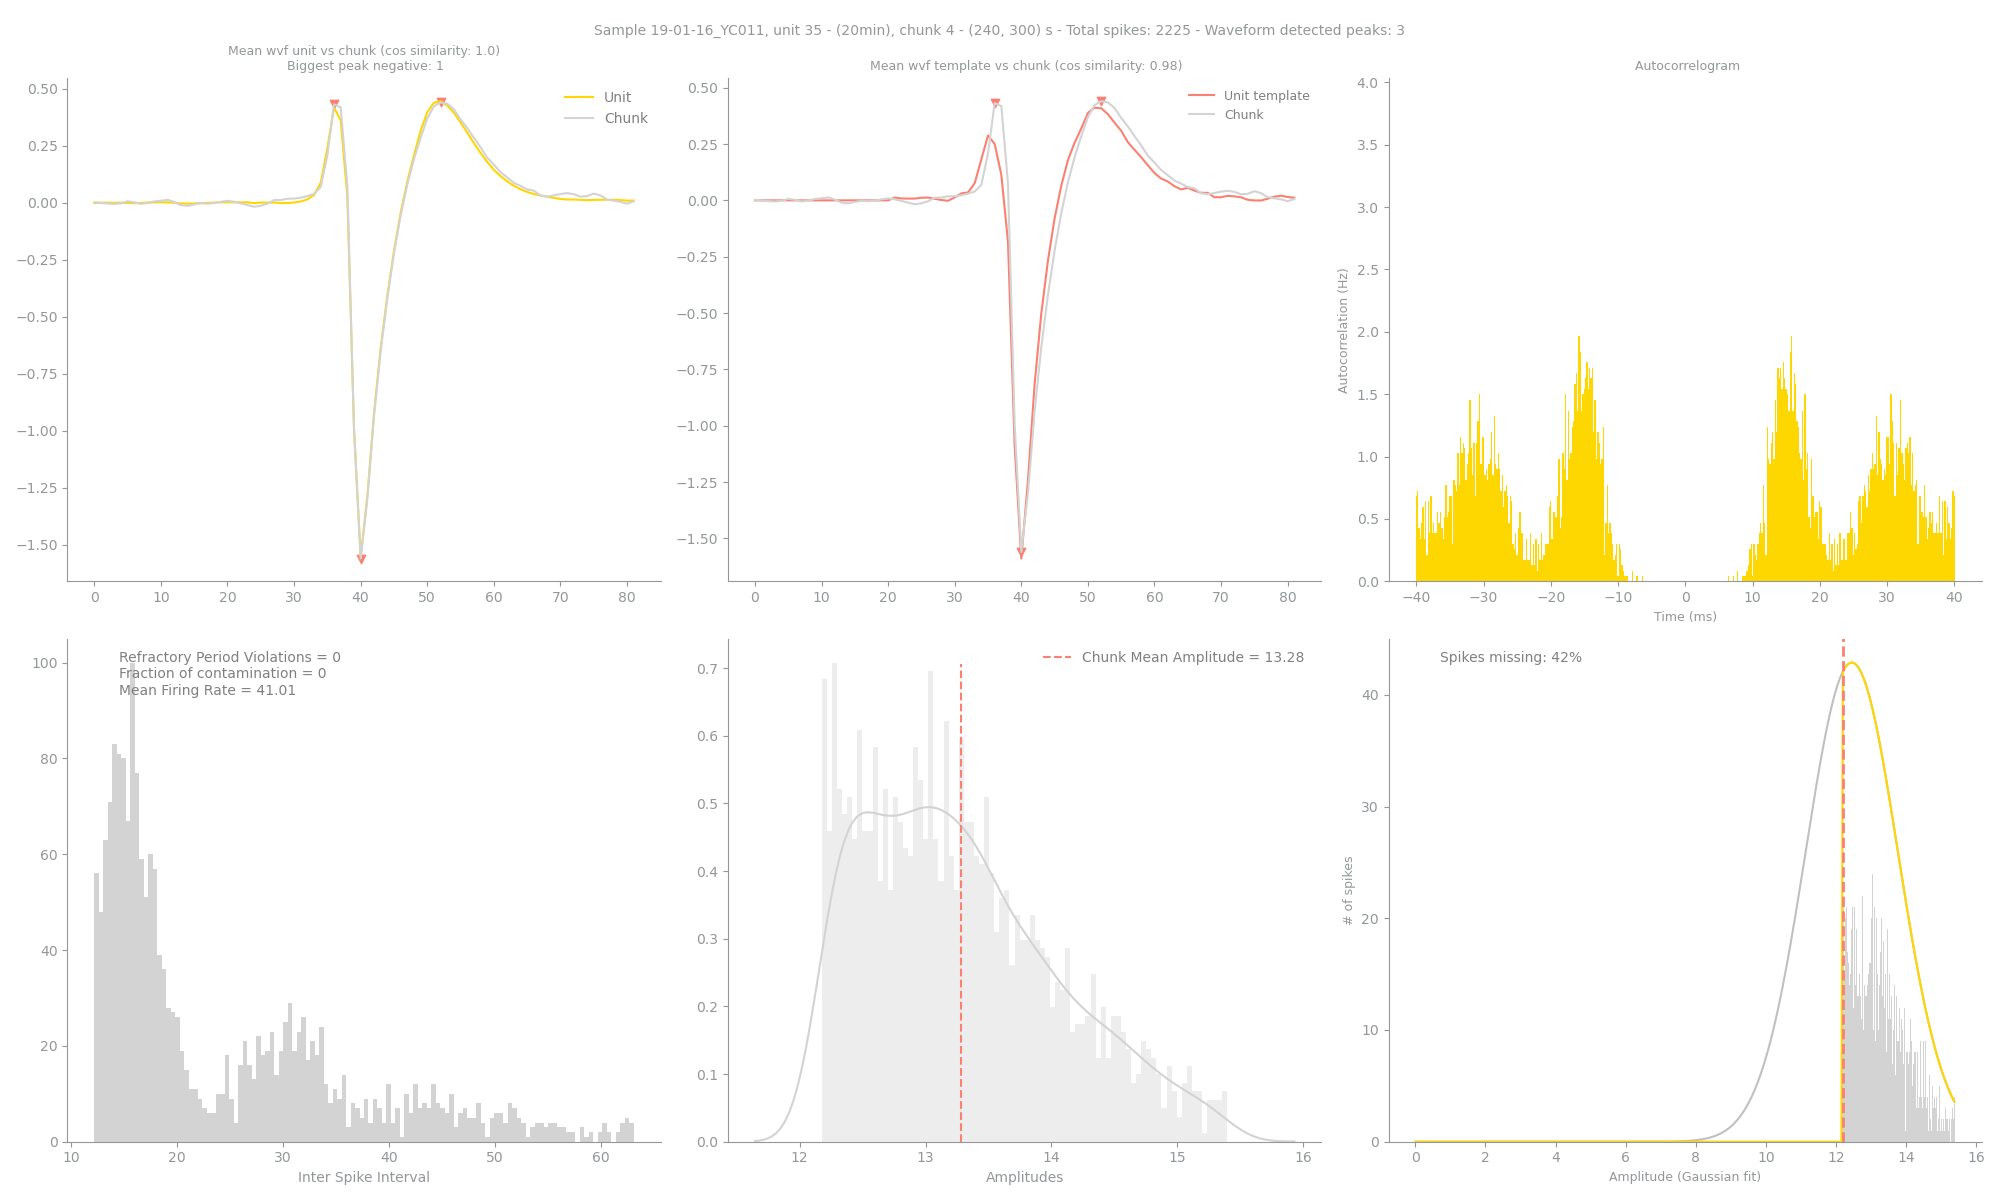 Sample 19-01-16_YC011, unit 35 - (20min), chunk 4 - (240, 300) s - Total spikes: 2225 - Waveform detected peaks: 3
Mean wvf unit vs chunk (cos similarity: 1.0)
Biggest peak negative: 1
Unit
Chunk
0.50
0.25
0.00
−0.25
−0.50
−0.75
−1.00
−1.25
−1.50
0 10 20 30 40 50 60 70 80
Mean wvf template vs chunk (cos similarity: 0.98)
Unit template
Chunk
0.50
0.25
0.00
−0.25
−0.50
−0.75
−1.00
−1.25
−1.50
0 10 20 30 40 50 60 70 80
Autocorrelogram
Autocorrelation (Hz)
4.0
3.5
3.0
2.5
2.0
1.5
1.0
0.5
0.0
−40 −30 −20 −10 0 10 20 30 40
Time (ms)
Refractory Period Violations = 0
Fraction of contamination = 0
Mean Firing Rate = 41.01
100
80
60
40
20
0
10 20 30 40 50 60
Inter Spike Interval
Chunk Mean Amplitude = 13.28
0.7
0.6
0.5
0.4
0.3
0.2
0.1
0.0
12 13 14 15 16
Amplitudes
Spikes missing: 42%
# of spikes
40
30
20
10
0
0 2 4 6 8 10 12 14 16
Amplitude (Gaussian fit)